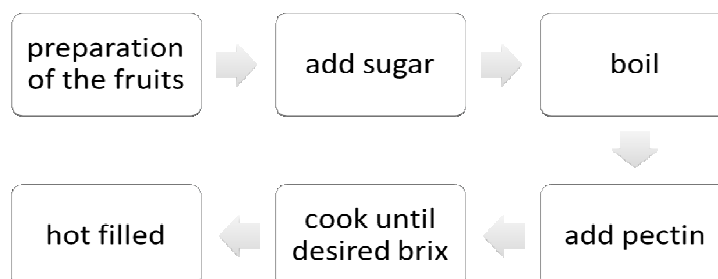 preparation
of the fruits
add sugar
boil
add pectin
cook until
desired brix
hot filled